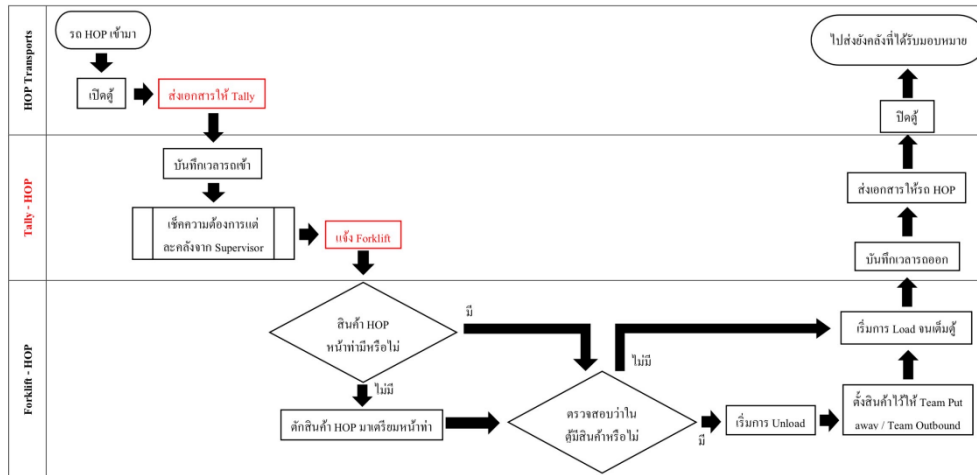 HOP Transports
รถ HOP เข้ามา
เปิดตู้
ส่งเอกสารให้ Tally
ไปส่งยังคลังที่ได้รับมอบหมาย
ปิดตู้
Tally - HOP
บันทึกเวลารถเข้า
เช็คความต้องการแต่
ละคลังจาก Supervisor
แจ้ง Forklift
ส่งเอกสารให้รถ HOP
บันทึกเวลารถออก
Forklift - HOP
สินค้า HOP
หน้าท่ามีหรือไม่
มี
ไม่มี
ตักสินค้า HOP มาเตรียมหน้าท่า
ตรวจสอบว่าใน
ตู้มีสินค้าหรือไม่
ไม่มี
มี
เริ่มการ Unload
เริ่มการ Load จนเต็มตู้
ตั้งสินค้าไว้ให้ Team Put
away / Team Outbound